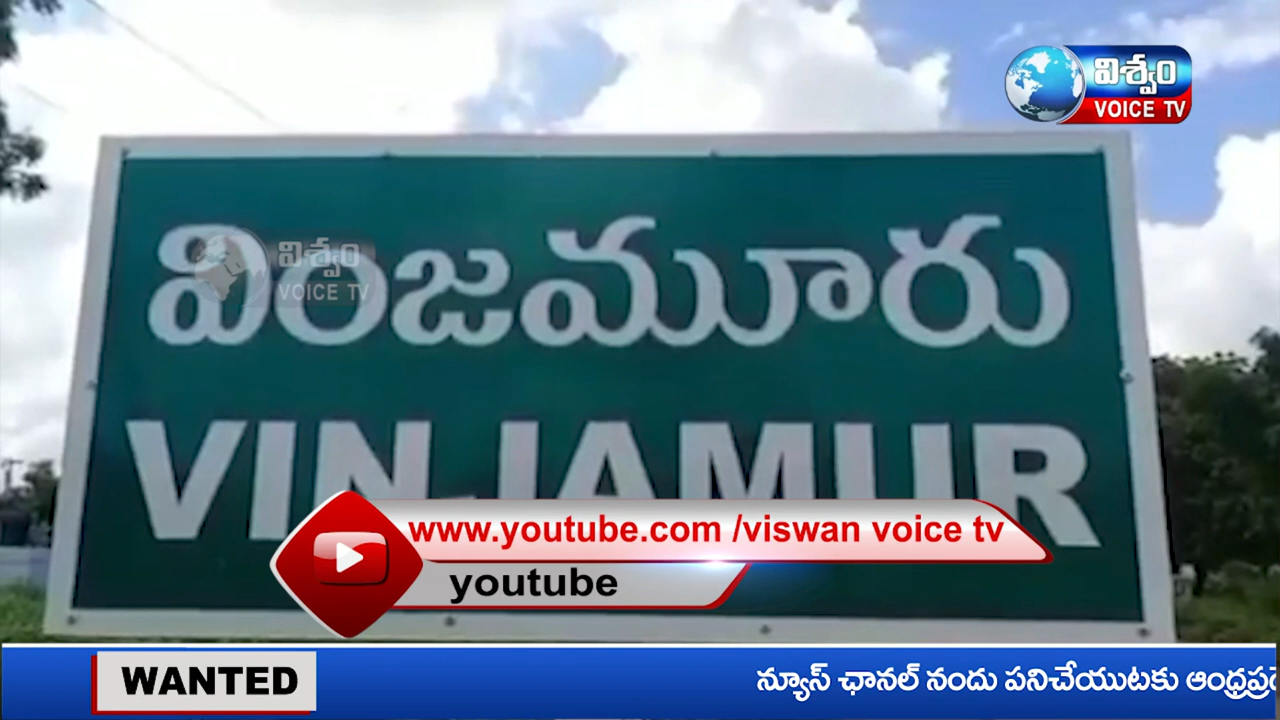 విశ్వం
VOICE TV
వింజమూరు
విశ్వం
VOICE TV
VINJAMUR
www.youtube.com /viswan voice tv
youtube
WANTED
న్యూస్ ఛానల్ నందు పనిచేయుటకు